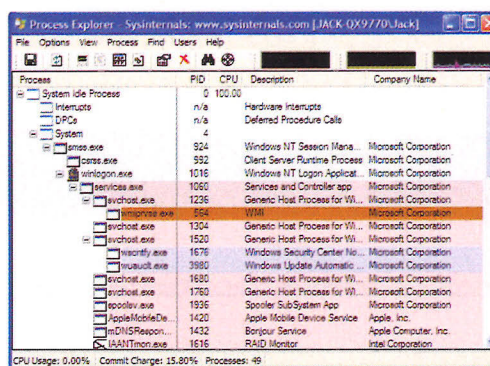 Process Explorer - Sysinternals: www.sysinternals.com [JACK-QX9770\Jack]
File Options View Process Find Users Help
Process PID CPU Description Company Name
System Idle Process 0 100.00
Interrupts n/a Hardware Interrupts
DPCs n/a Deferred Procedure Calls
System 4
smss.exe 924 Windows NT Session Mana... Microsoft Corporation
csrss.exe 992 Client Server Runtime Process Microsoft Corporation
winlogon.exe 1016 Windows NT Logon Applicat... Microsoft Corporation
services.exe 1060 Services and Controller app Microsoft Corporation
svchost.exe 1236 Generic Host Process for Wi... Microsoft Corporation
wmiprvse.exe 564 WMI Microsoft Corporation
svchost.exe 1304 Generic Host Process for Wi... Microsoft Corporation
svchost.exe 1520 Generic Host Process for Wi... Microsoft Corporation
wscntfy.exe 1676 Windows Security Center No... Microsoft Corporation
wuauclt.exe 3980 Windows Update Automatic ... Microsoft Corporation
svchost.exe 1680 Generic Host Process for Wi... Microsoft Corporation
svchost.exe 1760 Generic Host Process for Wi... Microsoft Corporation
spoolsv.exe 1936 Spooler SubSystem App Microsoft Corporation
AppleMobileDe... 1420 Apple Mobile Device Service Apple, Inc.
mDNSRespon... 1432 Bonjour Service Apple Computer, Inc.
IAANTmon.exe 1616 RAID Monitor Intel Corporation
CPU Usage: 0.00% Commit Charge: 15.80% Processes: 49